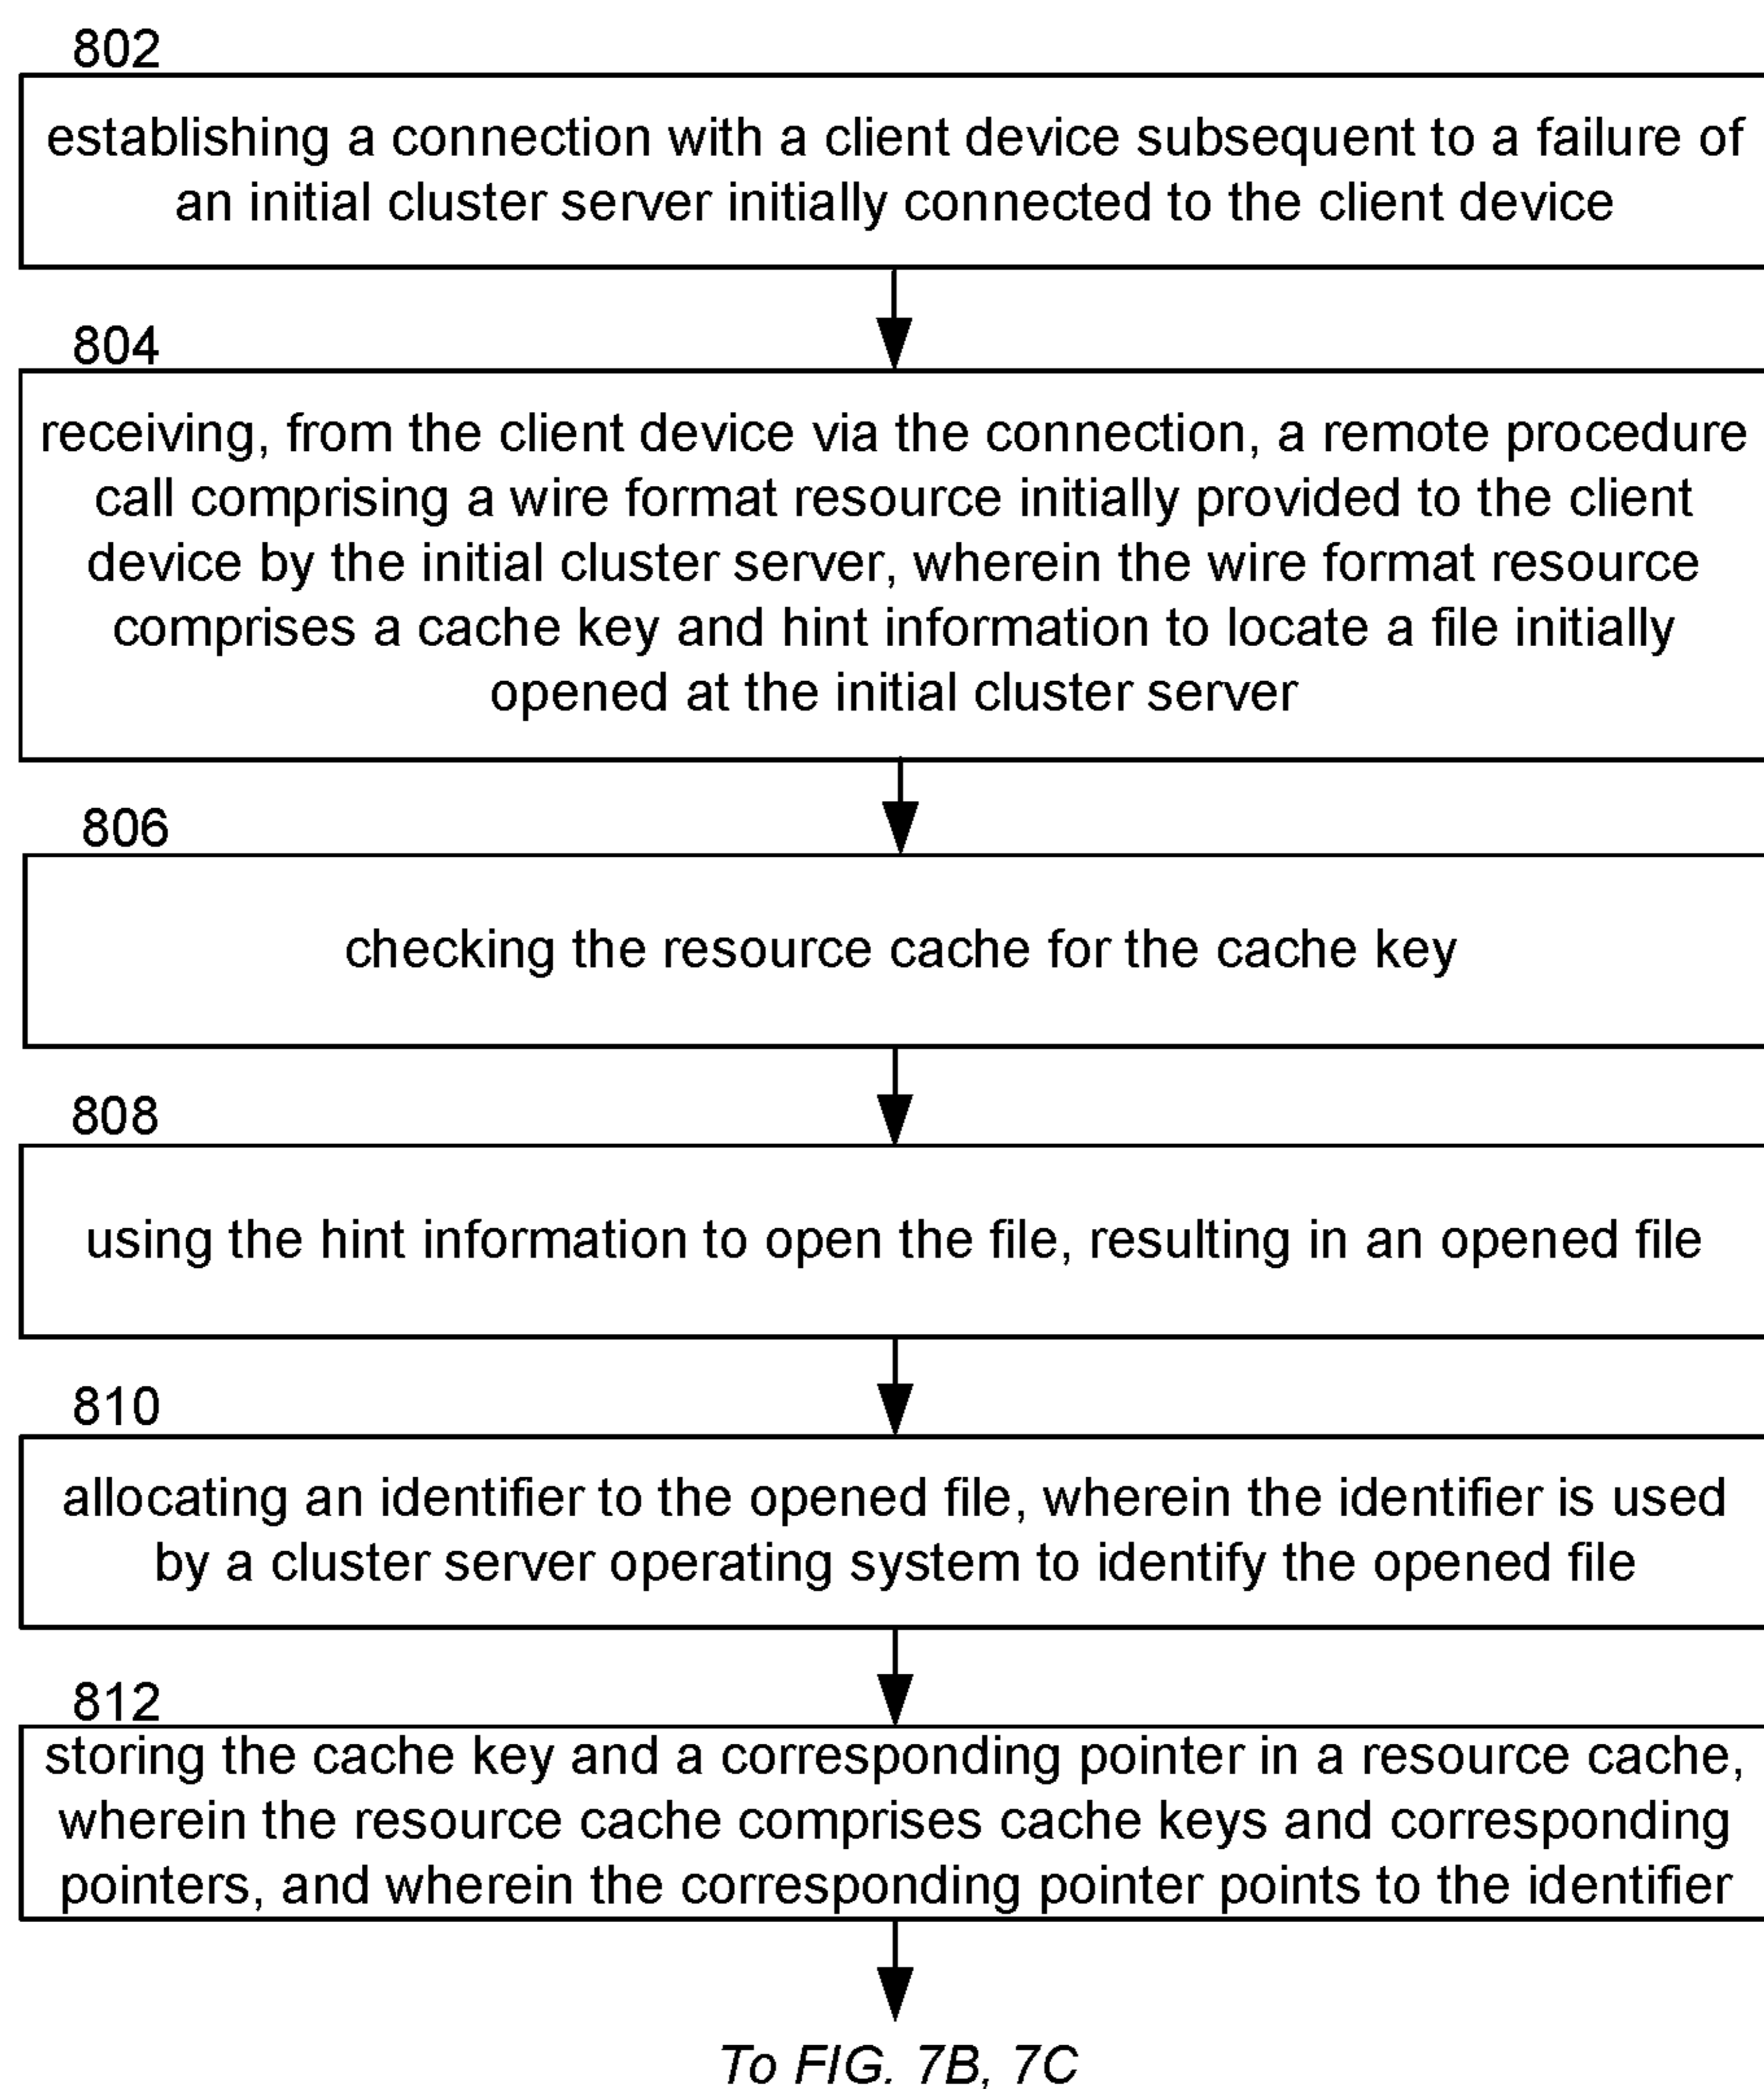 802
establishing a connection with a client device subsequent to a failure of
an initial cluster server initially connected to the client device
804
receiving, from the client device via the connection, a remote procedure
call comprising a wire format resource initially provided to the client
device by the initial cluster server, wherein the wire format resource
comprises a cache key and hint information to locate a file initially
opened at the initial cluster server
806
checking the resource cache for the cache key
808
using the hint information to open the file, resulting in an opened file
810
allocating an identifier to the opened file, wherein the identifier is used
by a cluster server operating system to identify the opened file
812
storing the cache key and a corresponding pointer in a resource cache,
wherein the resource cache comprises cache keys and corresponding
pointers, and wherein the corresponding pointer points to the identifier
To FIG. 7B, 7C